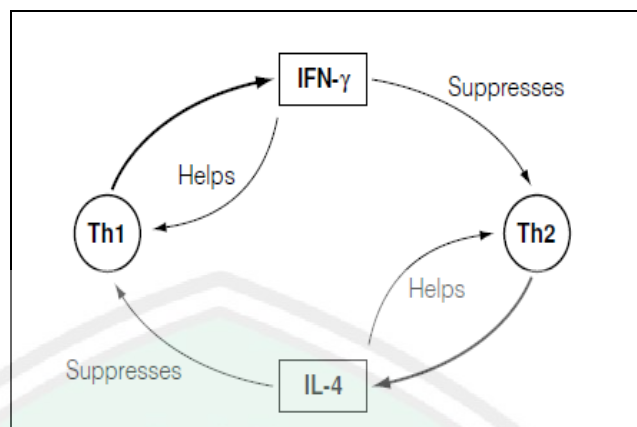 IFN-γ
Suppresses
Helps
Th1
Th2
Helps
Suppresses
IL-4